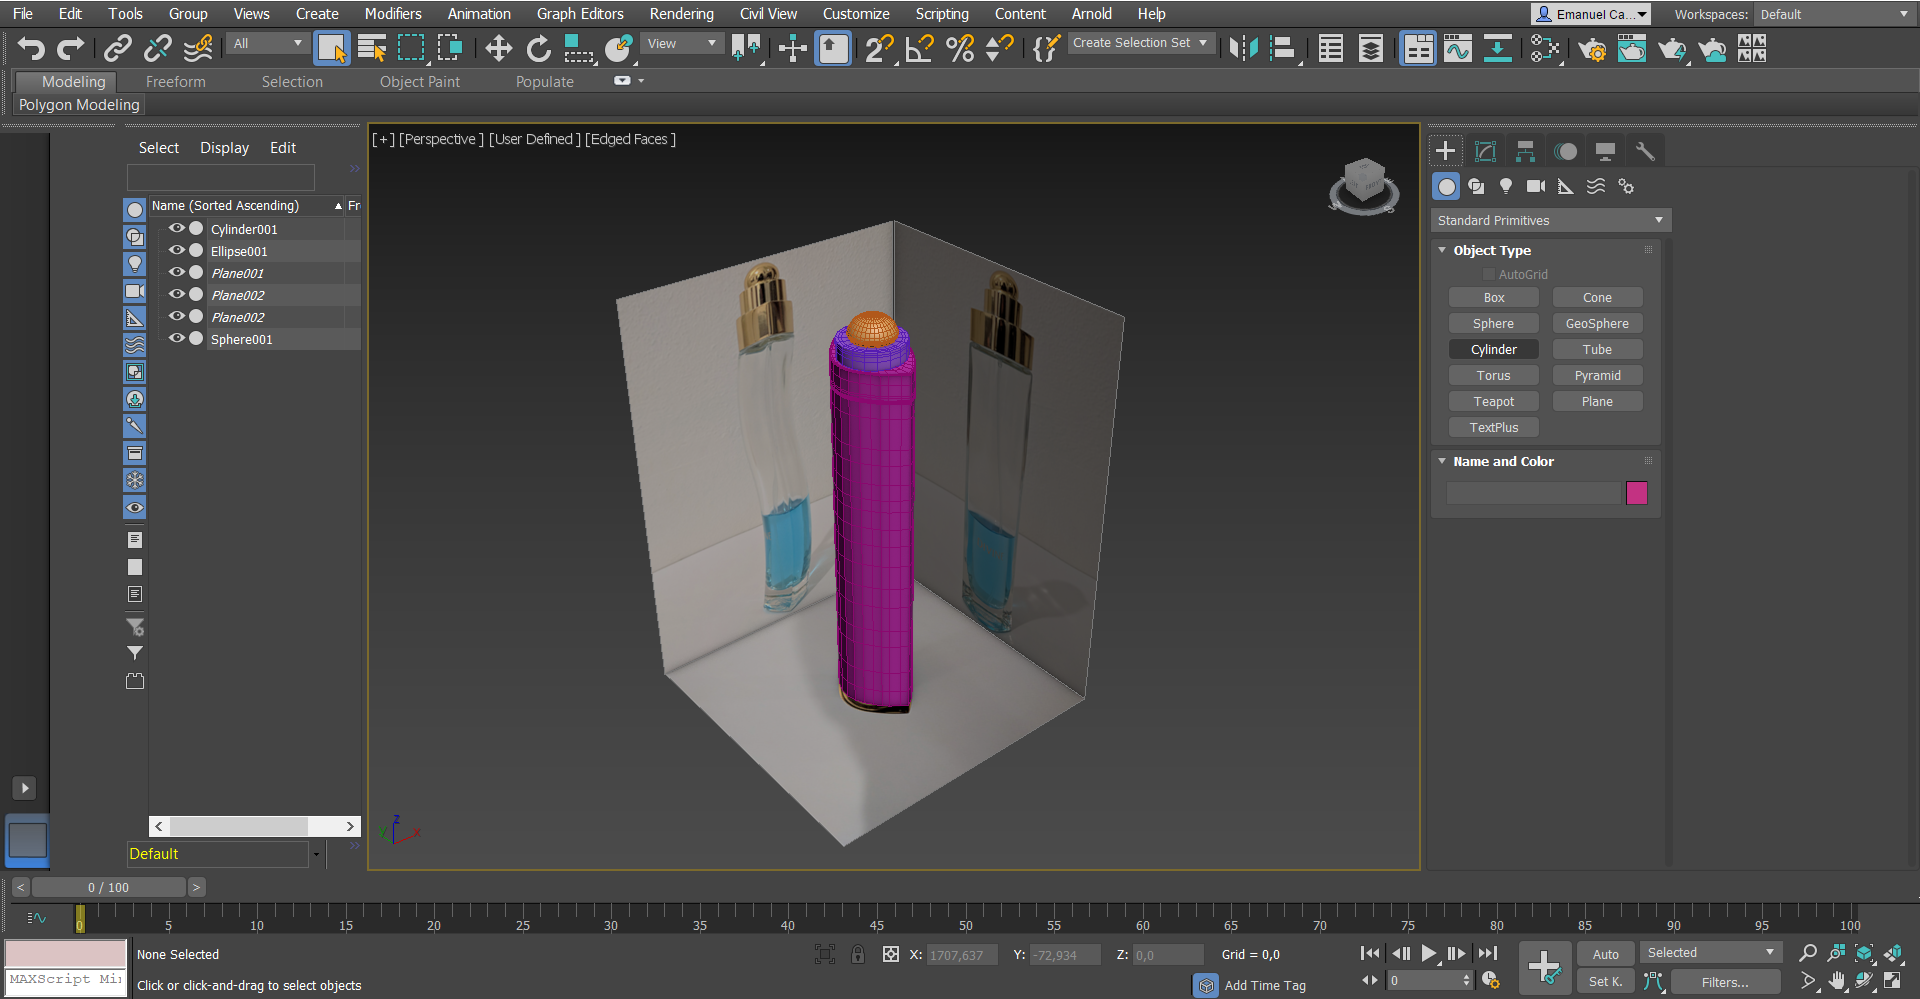 File Edit Tools Group Views Create Modifiers Animation Graph Editors Rendering Civil View Customize Scripting Content Arnold Help Emanuel Ca... Workspaces: Default
All View Create Selection Set
Modeling Freeform Selection Object Paint Populate
Polygon Modeling
Select Display Edit
[+] [Perspective ] [User Defined ] [Edged Faces ]
Name (Sorted Ascending) Fr
Cylinder001
Ellipse001
Plane001
Plane002
Plane002
Sphere001
Default
Standard Primitives
Object Type
AutoGrid
Box Cone
Sphere GeoSphere
Cylinder Tube
Torus Pyramid
Teapot Plane
TextPlus
Name and Color
z
y x
< 0 / 100 >
0 5 10 15 20 25 30 35 40 45 50 55 60 65 70 75 80 85 90 95 100
None Selected X: 1707,637 Y: -72,934 Z: 0,0 Grid = 0,0 Auto Selected
MAXScript Mi
Click or click-and-drag to select objects Add Time Tag 0 Set K. Filters...